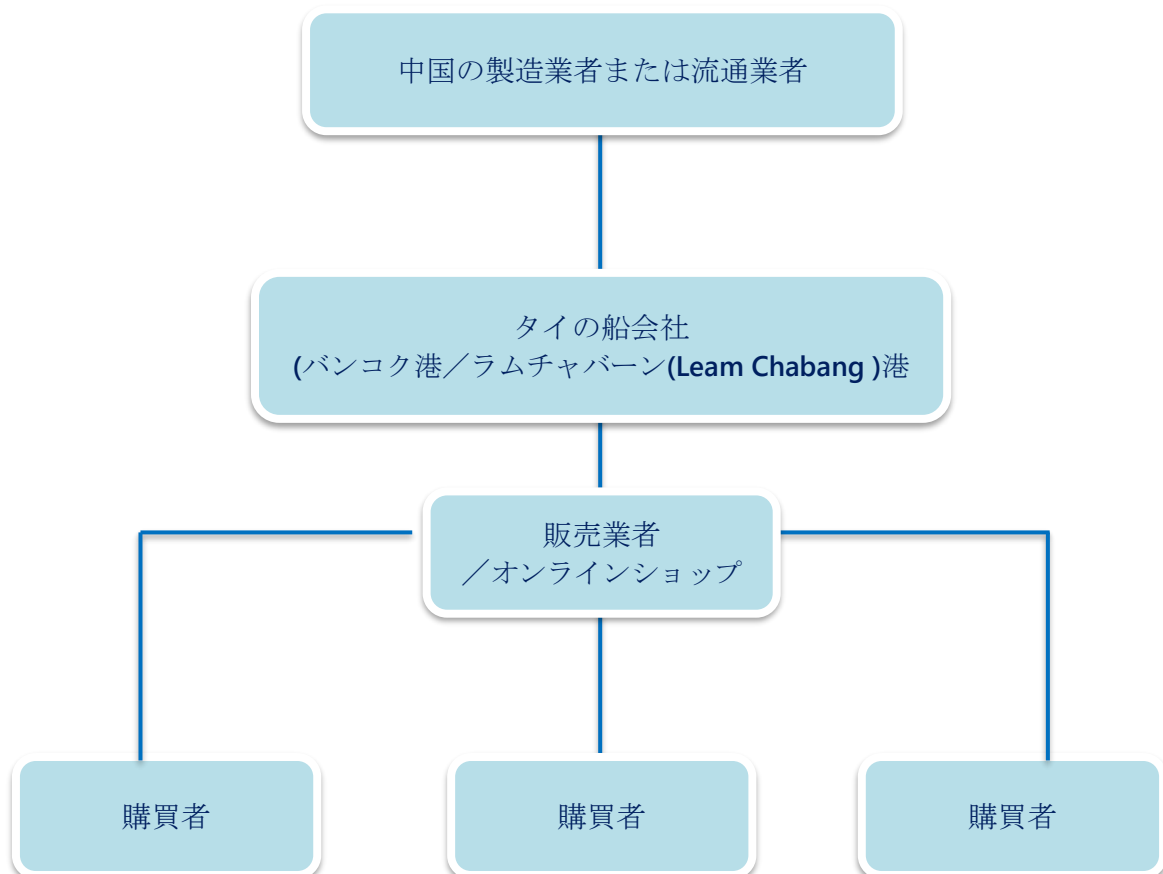 中国の製造業者または流通業者
タイの船会社
(バンコク港／ラムチャバーン(Leam Chabang )港
販売業者
／オンラインショップ
購買者
購買者
購買者